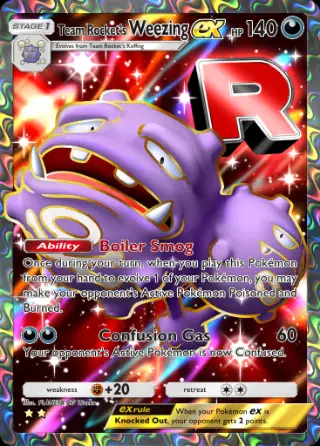 STAGE 1
Team Rocket's Weezing ex HP 140
Evolves from Team Rocket's Koffing
R
Ability Boiler Smog
Once during your turn, when you play this Pokémon
from your hand to evolve 1 of your Pokémon, you may
make your opponent's Active Pokémon Poisoned and
Burned.
Confusion Gas 60
Your opponent's Active Pokémon is now Confused.
weakness +20 retreat
Illus.
ex rule
When your Pokémon ex is
Knocked Out, your opponent gets 2 points.